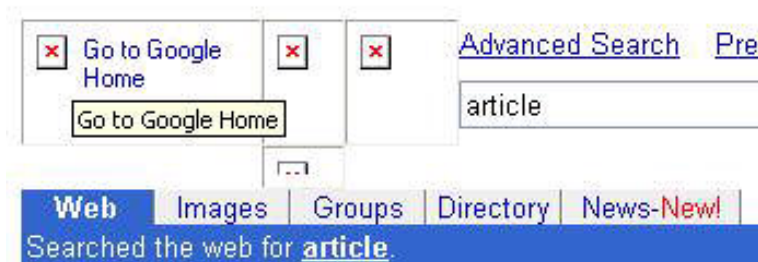 Go to Google
Home
Go to Google Home
Advanced Search
article
Web Images Groups Directory News-New!
Searched the web for article.